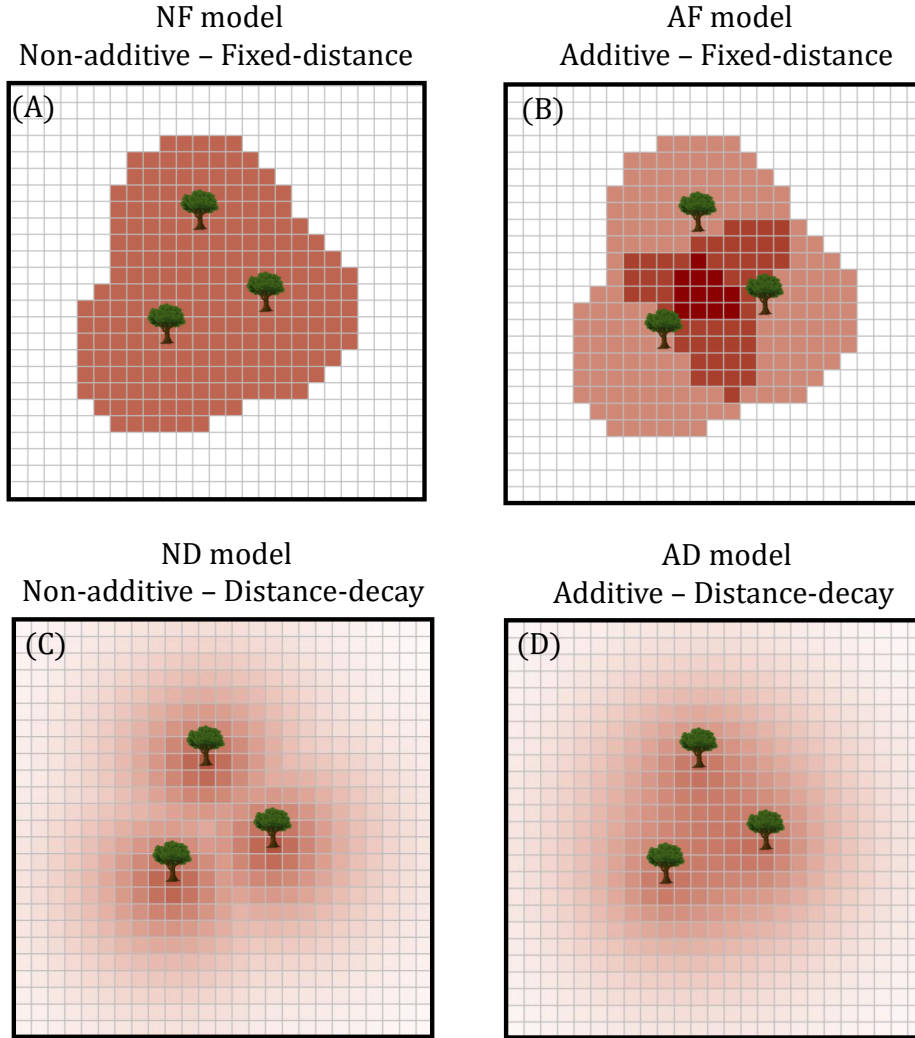 NF model
Non-additive – Fixed-distance
(A)
AF model
Additive – Fixed-distance
(B)
ND model
Non-additive – Distance-decay
(C)
AD model
Additive – Distance-decay
(D)